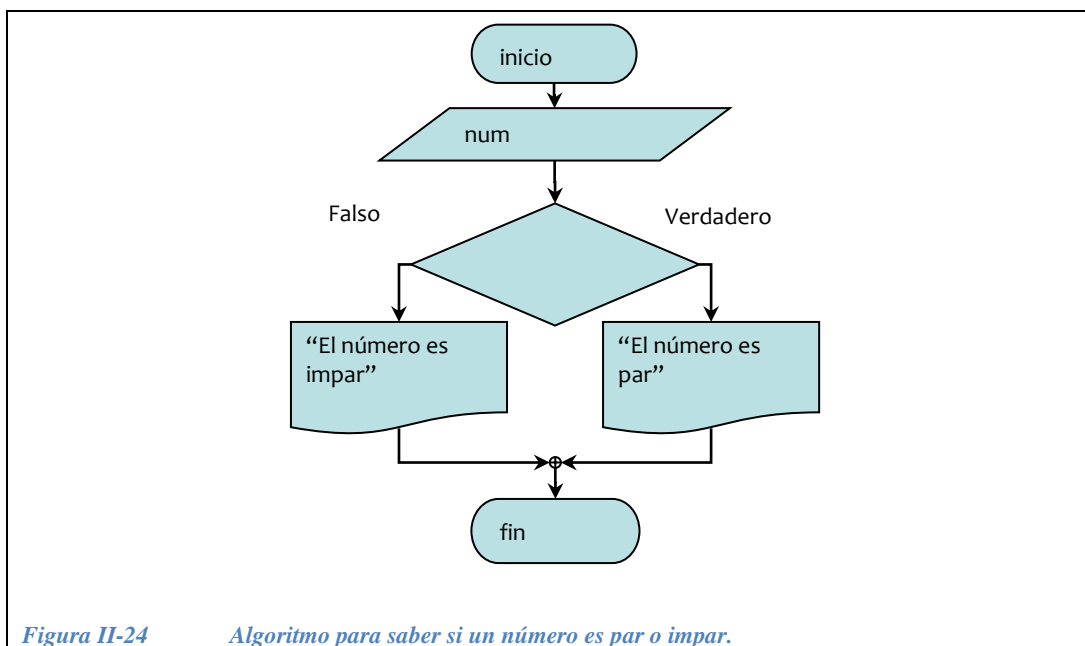 inicio
num
Falso
Verdadero
“El número es
impar”
“El número es
par”
fin
Figura II-24 Algoritmo para saber si un número es par o impar.